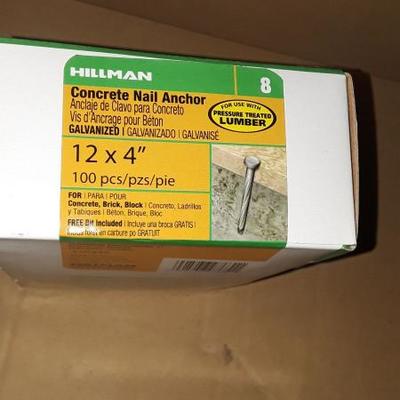 HILLMAN
8
Concrete Nail Anchor
Anclaje de Clavo para Concreto
Vis d'Ancrage pour Béton
GALVANIZED | GALVANIZADO | GALVANISÉ
FOR USE WITH
PRESSURE TREATED
LUMBER
12 x 4"
100 pcs/pzs/pie
FOR | PARA | POUR
Concrete, Brick, Block | Concreto, Ladrillos
y Tabiques | Béton, Brique, Bloc
FREE Bit Included | Incluye una broca GRATIS |
en carbure GRATUIT